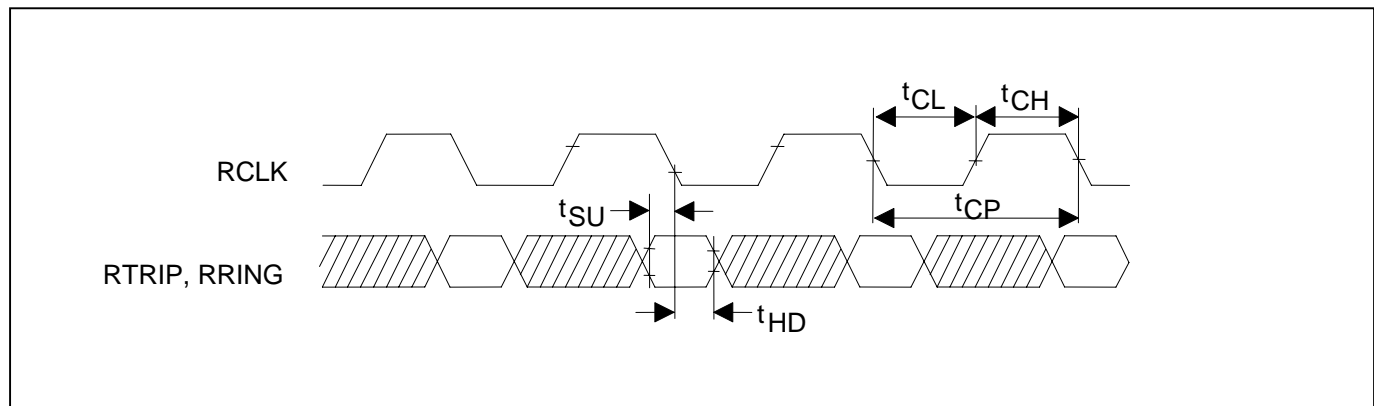 tCL
tCH
RCLK
tSU
tCP
RTRIP, RRING
tHD